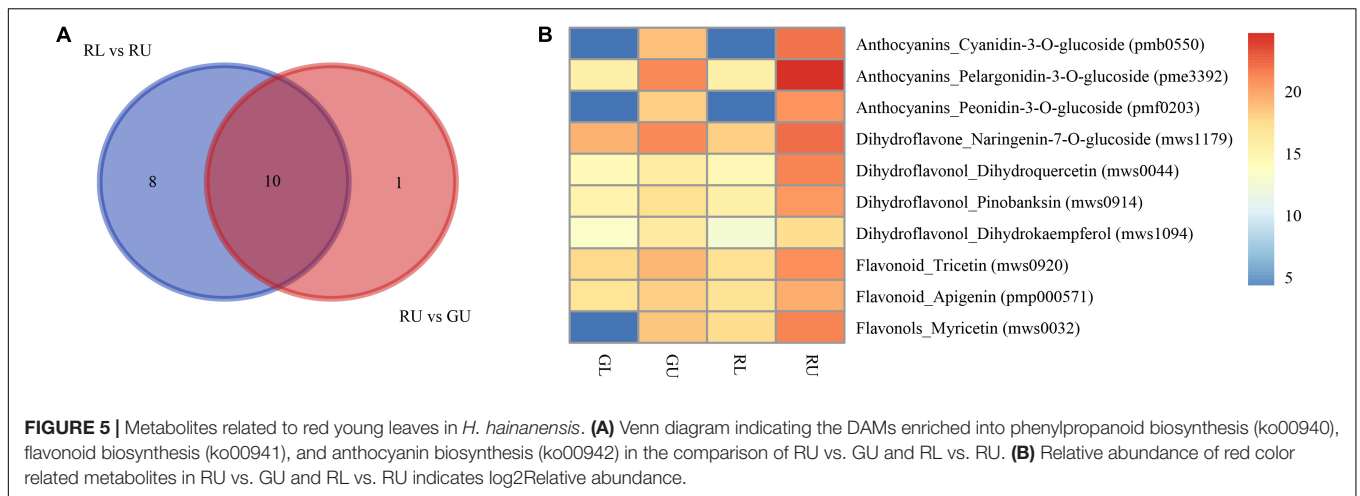 A
RL vs RU
8
10
1
RU vs GU
B
Anthocyanins_Cyanidin-3-O-glucoside (pmb0550)
Anthocyanins_Pelargonidin-3-O-glucoside (pme3392)
Anthocyanins_Peonidin-3-O-glucoside (pmf0203)
Dihydroflavone_Naringenin-7-O-glucoside (mws1179)
Dihydroflavonol_Dihydroquercetin (mws0044)
Dihydroflavonol_Pinobanksin (mws0914)
Dihydroflavonol_Dihydrokaempferol (mws1094)
Flavonoid_Tricetin (mws0920)
Flavonoid_Apigenin (pmp000571)
Flavonols_Myricetin (mws0032)
GL
GU
RL
RU
20
15
10
5
FIGURE 5 | Metabolites related to red young leaves in H. hainanensis. (A) Venn diagram indicating the DAMs enriched into phenylpropanoid biosynthesis (ko00940),
flavonoid biosynthesis (ko00941), and anthocyanin biosynthesis (ko00942) in the comparison of RU vs. GU and RL vs. RU. (B) Relative abundance of red color
related metabolites in RU vs. GU and RL vs. RU indicates log2Relative abundance.